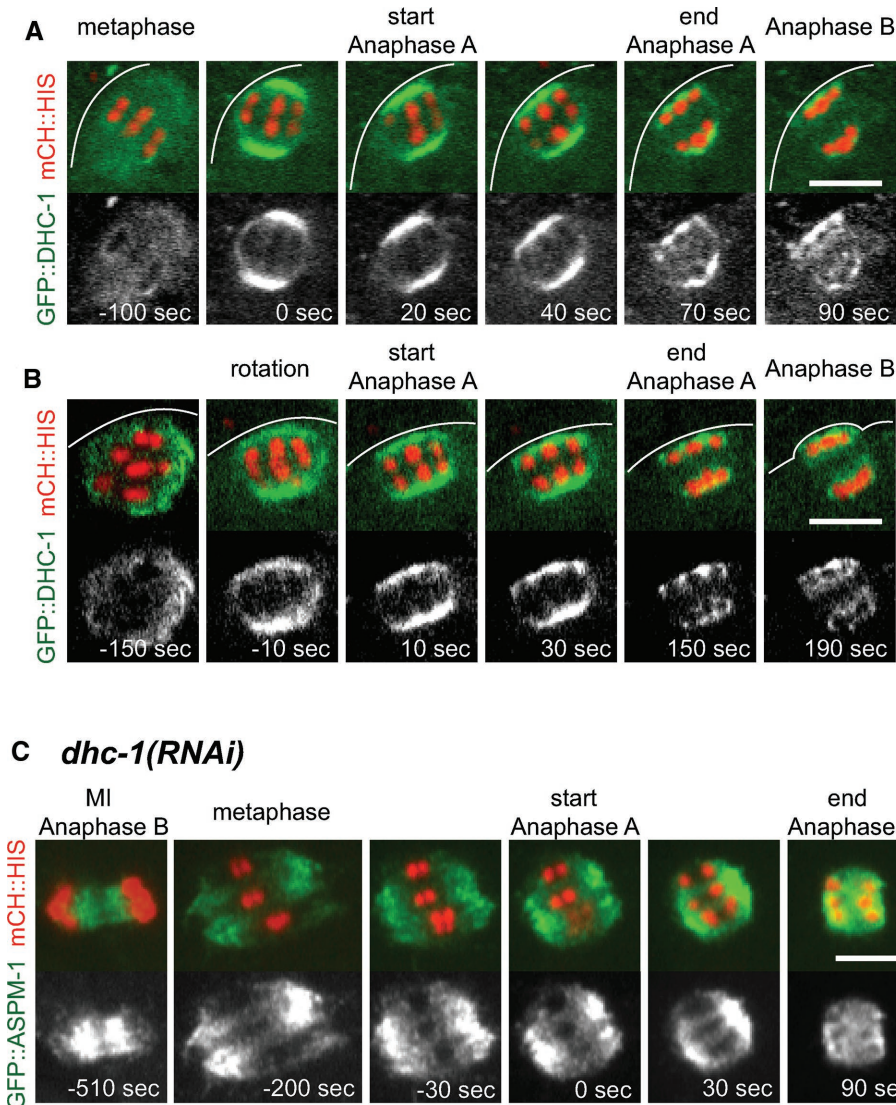 A
metaphase
start
Anaphase A
end
Anaphase A
Anaphase B
GFP::DHC-1 mCH::HIS
-100 sec
0 sec
20 sec
40 sec
70 sec
90 sec
B
rotation
start
Anaphase A
end
Anaphase A
Anaphase B
GFP::DHC-1 mCH::HIS
-150 sec
-10 sec
10 sec
30 sec
150 sec
190 sec
C dhc-1(RNAi)
MI
Anaphase B
metaphase
start
Anaphase A
end
Anaphase
GFP::ASPM-1 mCH::HIS
-510 sec
-200 sec
-30 sec
0 sec
30 sec
90 se